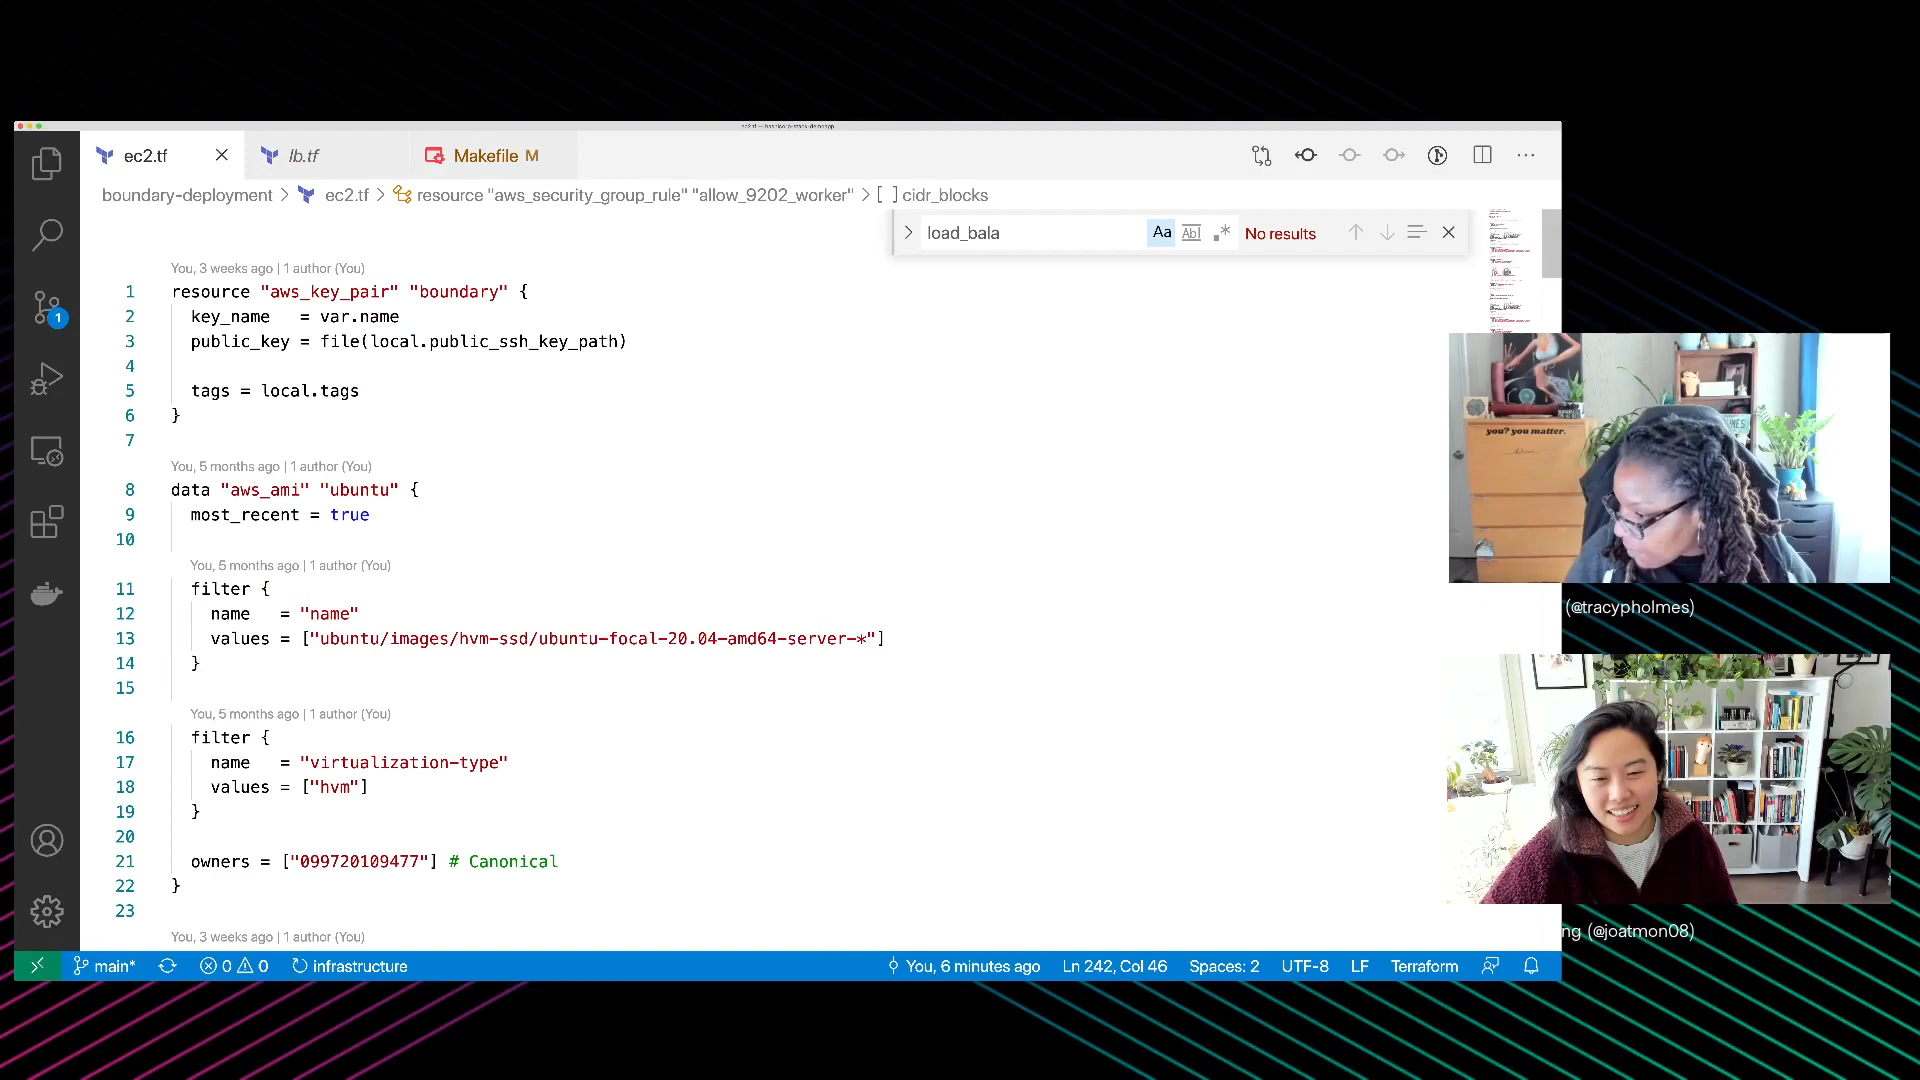 ec2.tf — hashicorp-stack-demoapp
ec2.tf
lb.tf
Makefile M
boundary-deployment > ec2.tf > resource "aws_security_group_rule" "allow_9202_worker" > [ ] cidr_blocks
load_bala
Aa
Abl
No results
You, 3 weeks ago | 1 author (You)
1 resource "aws_key_pair" "boundary" {
2 key_name = var.name
3 public_key = file(local.public_ssh_key_path)
4
5 tags = local.tags
6 }
7
You, 5 months ago | 1 author (You)
8 data "aws_ami" "ubuntu" {
9 most_recent = true
10
You, 5 months ago | 1 author (You)
11 filter {
12 name = "name"
13 values = ["ubuntu/images/hvm-ssd/ubuntu-focal-20.04-amd64-server-*"]
14 }
15
You, 5 months ago | 1 author (You)
16 filter {
17 name = "virtualization-type"
18 values = ["hvm"]
19 }
20
21 owners = ["099720109477"] # Canonical
22 }
23
You, 3 weeks ago | 1 author (You)
1
you? you matter.
(@tracypholmes)
ng (@joatmon08)
main*
0
0
infrastructure
You, 6 minutes ago
Ln 242, Col 46
Spaces: 2
UTF-8
LF
Terraform